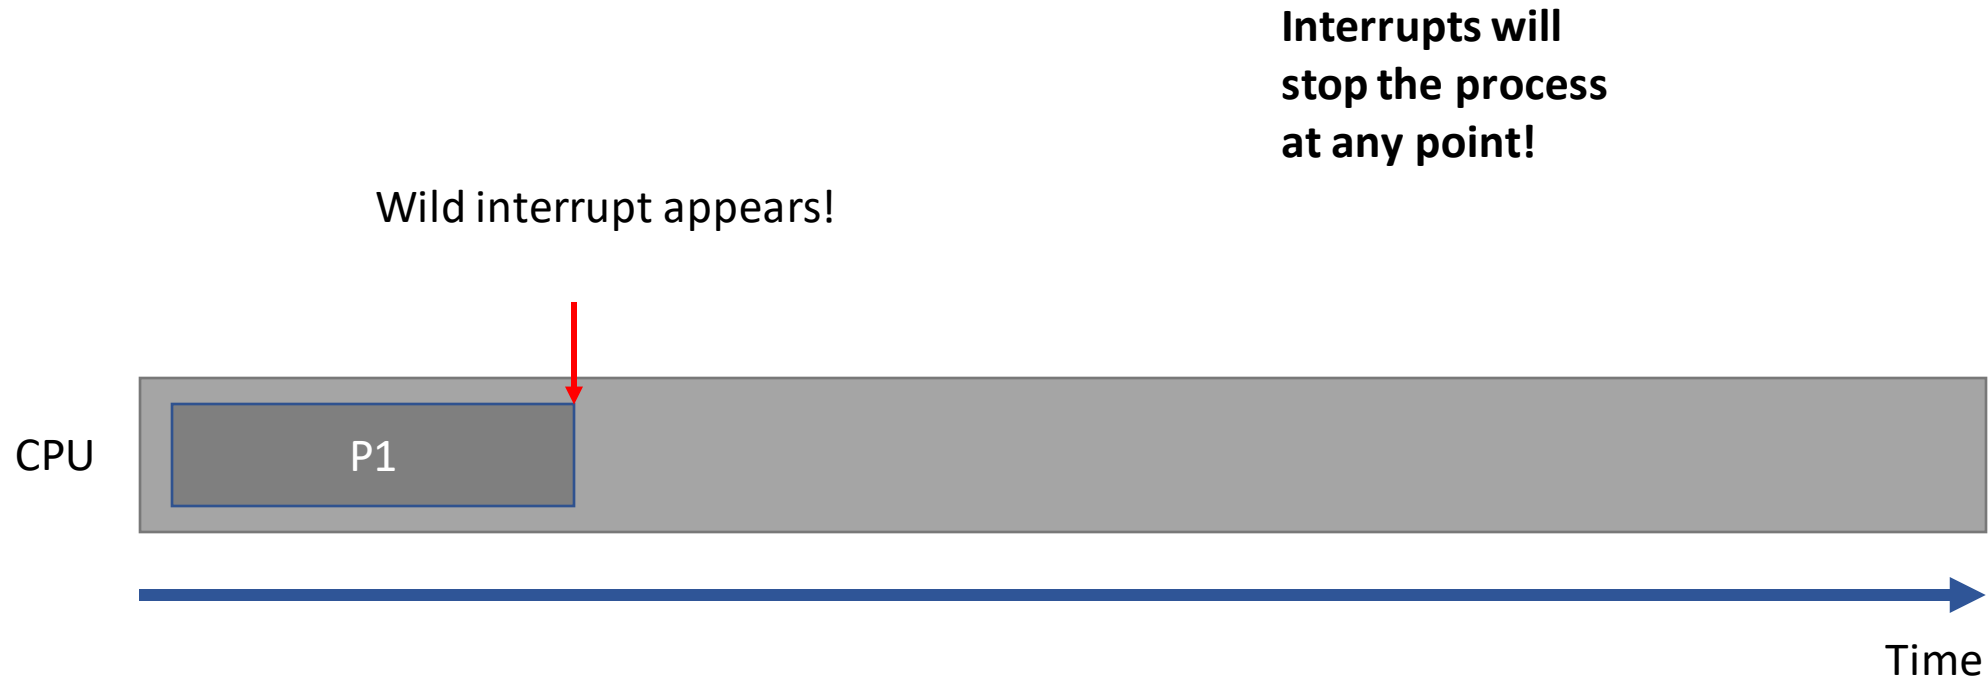 Interrupts will
stop the process
at any point!
Wild interrupt appears!
CPU
P1
Time